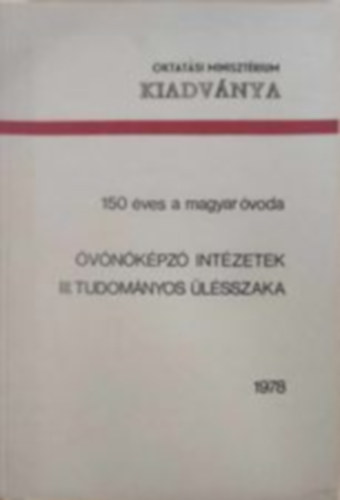 OKTATÁSI MINISZTÉRIUM
KIADVÁNYA
150 éves a magyar óvoda
ÓVÓNŐKÉPZŐ INTÉZETEK
III. TUDOMÁNYOS ÜLÉSSZAKA
1978